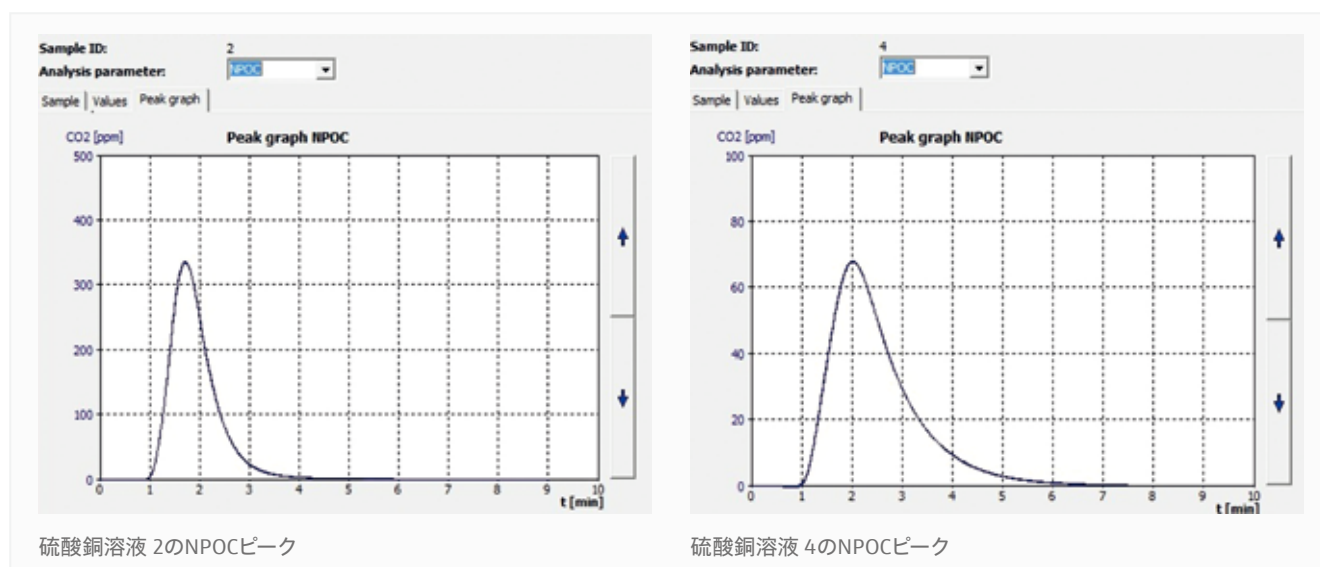 Sample ID: 2
Analysis parameter: NPOC
Sample Values Peak graph
CO2 [ppm] Peak graph NPOC
500
400
300
200
100
0
0 1 2 3 4 5 6 7 8 9 10
t [min]
硫酸銅溶液 2のNPOCピーク
Sample ID: 4
Analysis parameter: NPOC
Sample Values Peak graph
CO2 [ppm] Peak graph NPOC
100
80
60
40
20
0
0 1 2 3 4 5 6 7 8 9 10
t [min]
硫酸銅溶液 4のNPOCピーク